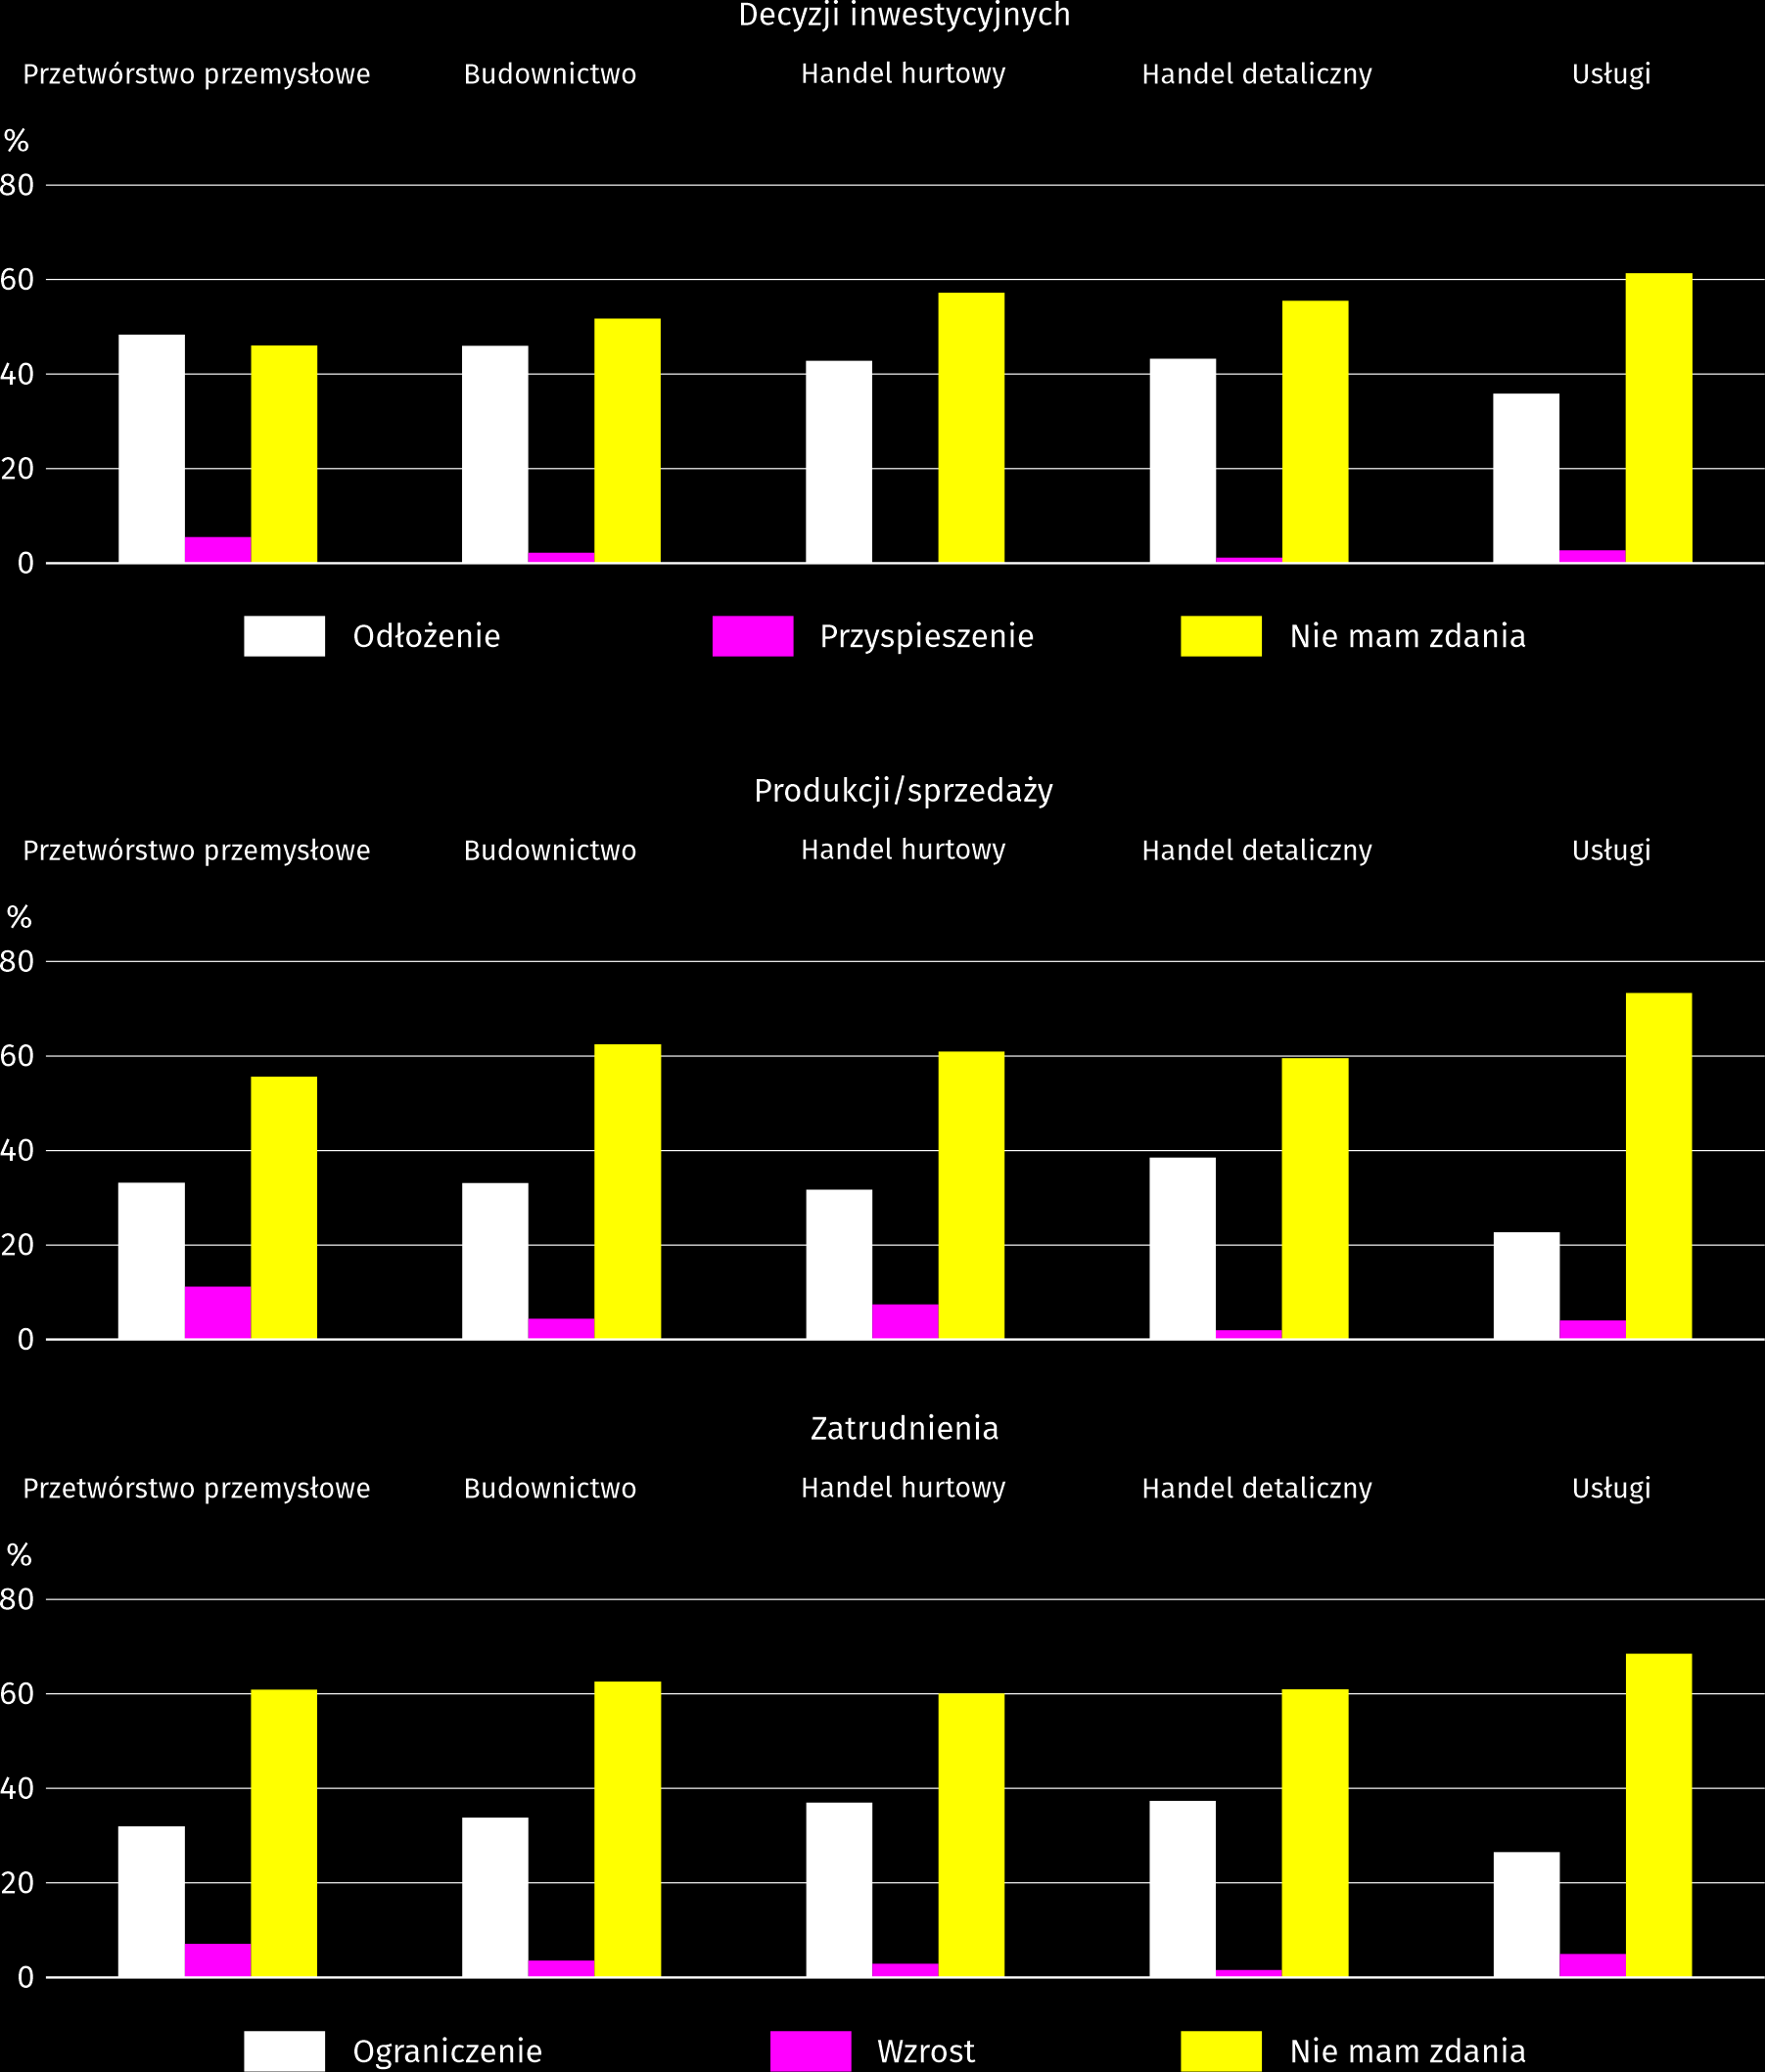 Decyzji inwestycyjnych
Przetwórstwo przemysłowe Budownictwo Handel hurtowy Handel detaliczny Usługi
%
80
60
40
20
0
Odłożenie Przyspieszenie Nie mam zdania
Produkcji/sprzedaży
Przetwórstwo przemysłowe Budownictwo Handel hurtowy Handel detaliczny Usługi
%
80
60
40
20
0
Zatrudnienia
Przetwórstwo przemysłowe Budownictwo Handel hurtowy Handel detaliczny Usługi
%
80
60
40
20
0
Ograniczenie Wzrost Nie mam zdania